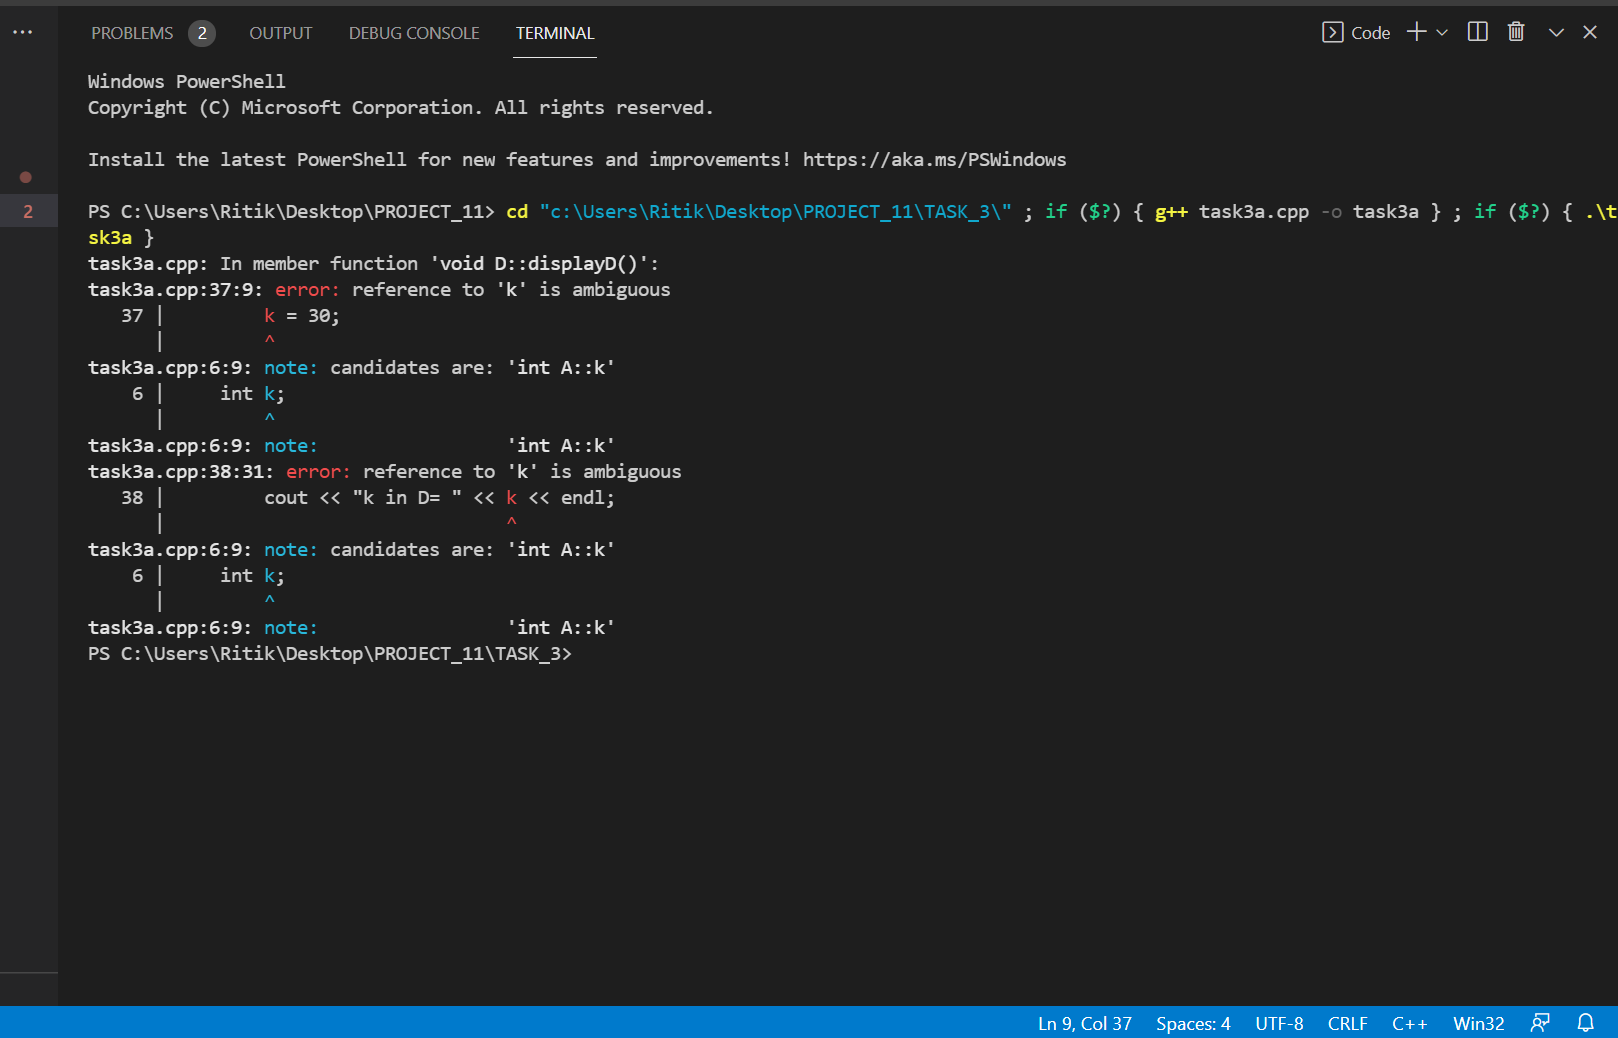 PROBLEMS 2 OUTPUT DEBUG CONSOLE TERMINAL Code
Windows PowerShell
Copyright (C) Microsoft Corporation. All rights reserved.
Install the latest PowerShell for new features and improvements! https://aka.ms/PSWindows
2
PS C:\Users\Ritik\Desktop\PROJECT_11> cd "c:\Users\Ritik\Desktop\PROJECT_11\TASK_3\" ; if ($?) { g++ task3a.cpp -o task3a } ; if ($?) { .\t
sk3a }
task3a.cpp: In member function 'void D::displayD()':
task3a.cpp:37:9: error: reference to 'k' is ambiguous
37 |         k = 30;
|         ^
task3a.cpp:6:9: note: candidates are: 'int A::k'
6 |     int k;
|         ^
task3a.cpp:6:9: note:                 'int A::k'
task3a.cpp:38:31: error: reference to 'k' is ambiguous
38 |         cout << "k in D= " << k << endl;
|                               ^
task3a.cpp:6:9: note: candidates are: 'int A::k'
6 |     int k;
|         ^
task3a.cpp:6:9: note:                 'int A::k'
PS C:\Users\Ritik\Desktop\PROJECT_11\TASK_3>
Ln 9, Col 37 Spaces: 4 UTF-8 CRLF C++ Win32